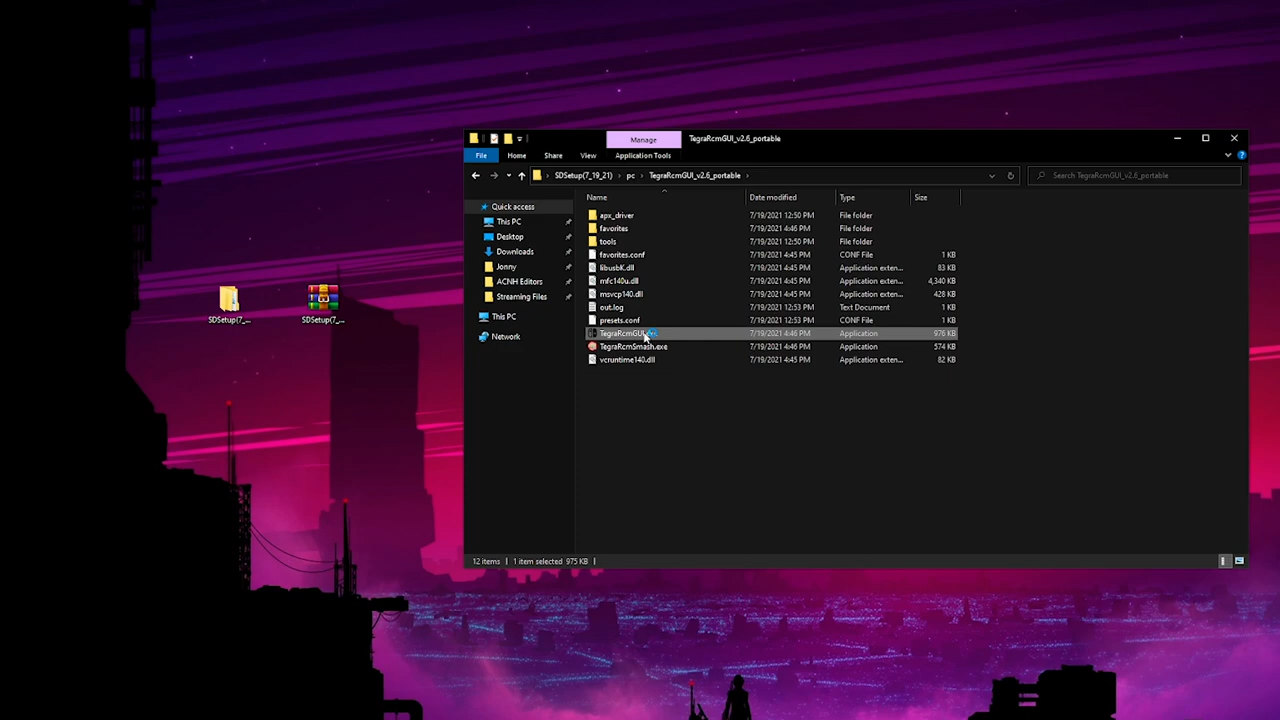 Manage
TegraRcmGUI_v2.6_portable
File
Home
Share
View
Application Tools
SDSetup(7_19_21)
pc
TegraRcmGUI_v2.6_portable
Search TegraRcmGUI_v2.6_portable
Name
Date modified
Type
Size
Quick access
This PC
Desktop
Downloads
Jonny
ACNH Editors
Streaming Files
This PC
Network
apx_driver 7/19/2021 12:50 PM File folder
favorites 7/19/2021 4:46 PM File folder
tools 7/19/2021 12:50 PM File folder
favorites.conf 7/19/2021 4:45 PM CONF File 1 KB
libusbK.dll 7/19/2021 4:45 PM Application exten... 83 KB
mfc140u.dll 7/19/2021 4:45 PM Application exten... 4,340 KB
msvcp140.dll 7/19/2021 4:45 PM Application exten... 428 KB
out.log 7/19/2021 12:53 PM Text Document 1 KB
presets.conf 7/19/2021 12:53 PM CONF File 1 KB
TegraRcmGUI 7/19/2021 4:46 PM Application 976 KB
TegraRcmSmash.exe 7/19/2021 4:46 PM Application 574 KB
vcruntime140.dll 7/19/2021 4:45 PM Application exten... 82 KB
12 items
1 item selected 975 KB
SDSetup(7_...
SDSetup(7_...